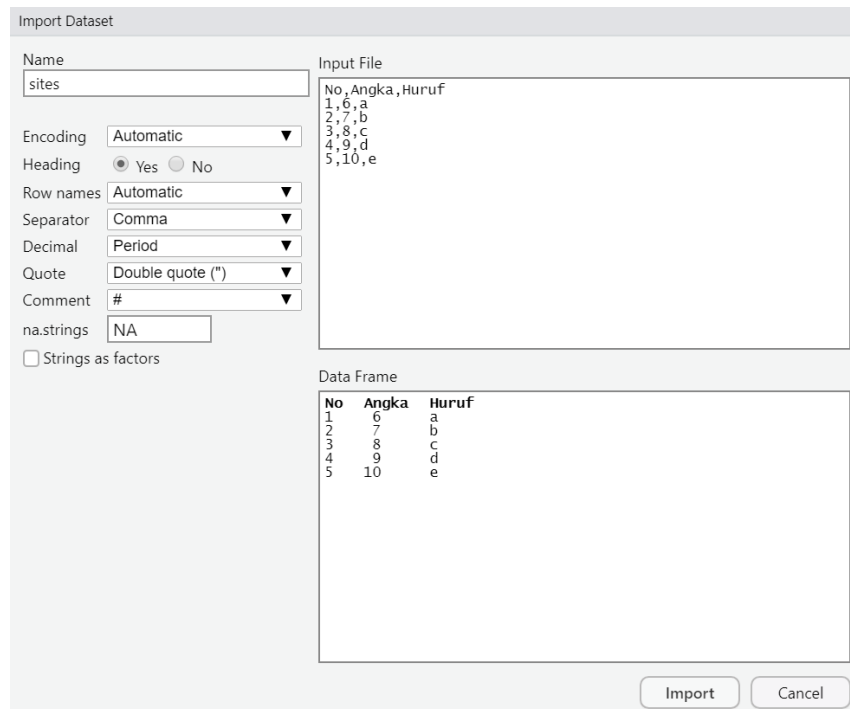 Import Dataset
Name
sites
Encoding Automatic
Heading Yes No
Row names Automatic
Separator Comma
Decimal Period
Quote Double quote (")
Comment #
na.strings NA
Strings as factors
Input File
No,Angka,Huruf
1,6,a
2,7,b
3,8,c
4,9,d
5,10,e
Data Frame
No Angka Huruf
1 6 a
2 7 b
3 8 c
4 9 d
5 10 e
Import Cancel